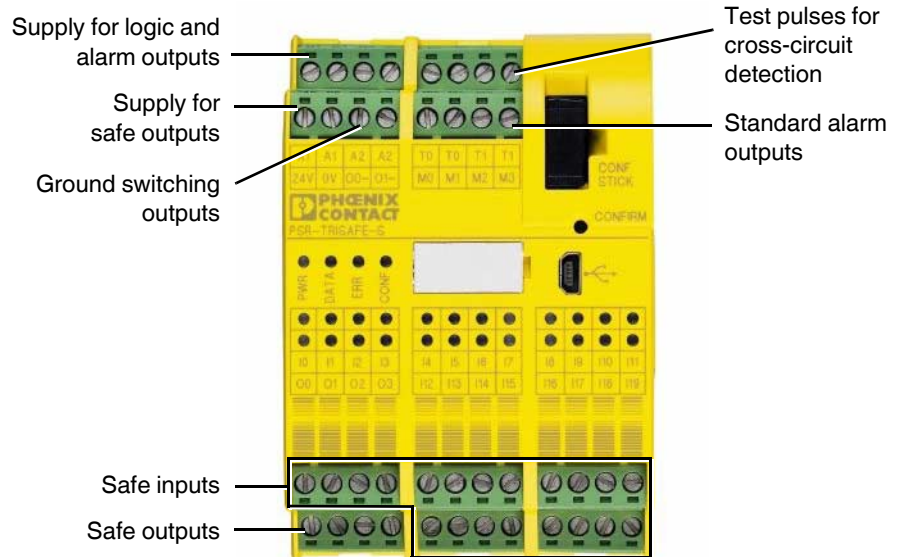 Supply for logic and
alarm outputs
Supply for
safe outputs
Ground switching
outputs
Test pulses for
cross-circuit
detection
Standard alarm
outputs
A1 A1 A2 A2
24V 0V O0- O1-
T0 T0 T1 T1
M0 M1 M2 M3
CONF
STICK
CONFIRM
PHŒNIX
CONTACT
PSR-TRISAFE-S
PWR
DATA
ERR
CONF
I0 I1 I2 I3
O0 O1 O2 O3
I4 I5 I6 I7
I12 I13 I14 I15
I8 I9 I10 I11
I16 I17 I18 I19
Safe inputs
Safe outputs